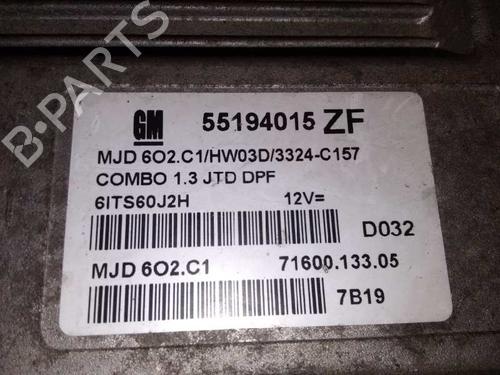 GM 55194015 ZF
MJD 6O2.C1/HW03D/3324-C157
COMBO 1.3 JTD DPF
6ITS60J2H 12V=
D032
MJD 6O2.C1 71600.133.05
7B19
B-PARTS